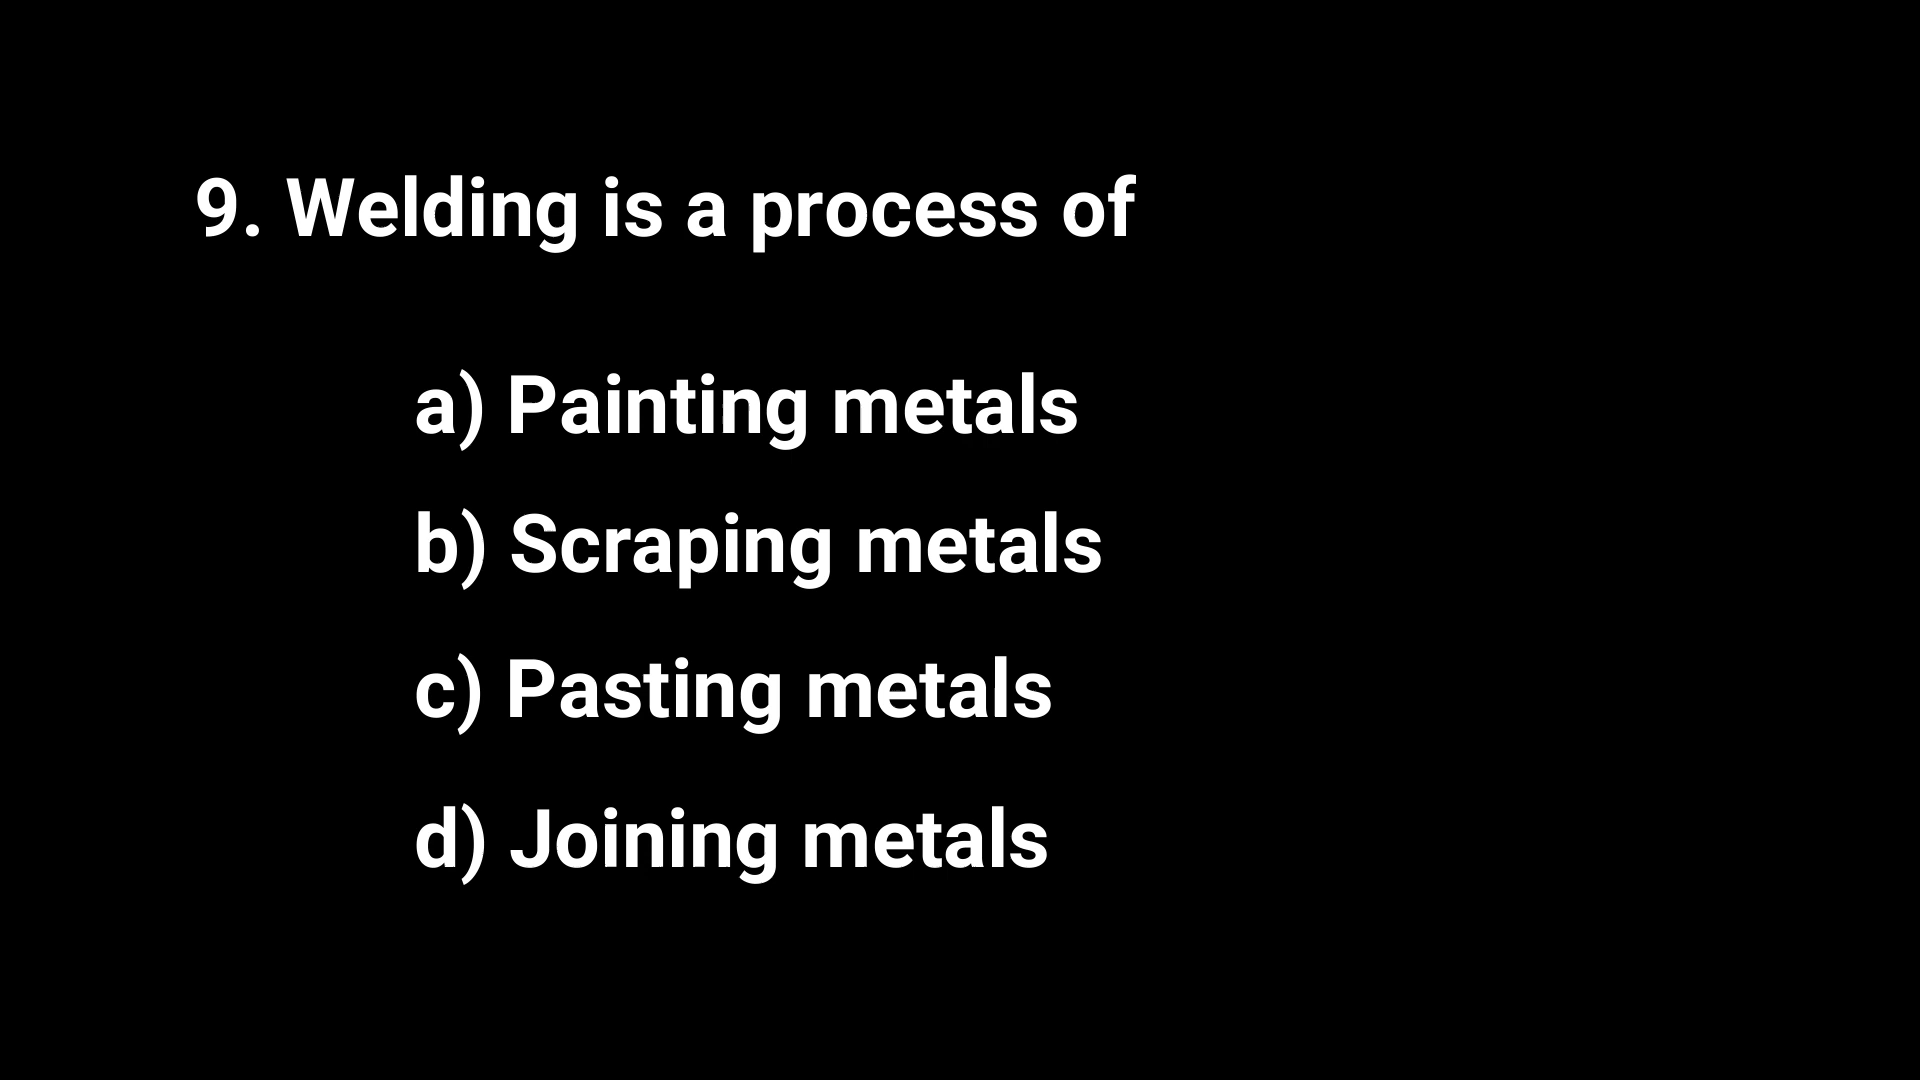 9. Welding is a process of
a) Painting metals
b) Scraping metals
c) Pasting metals
d) Joining metals